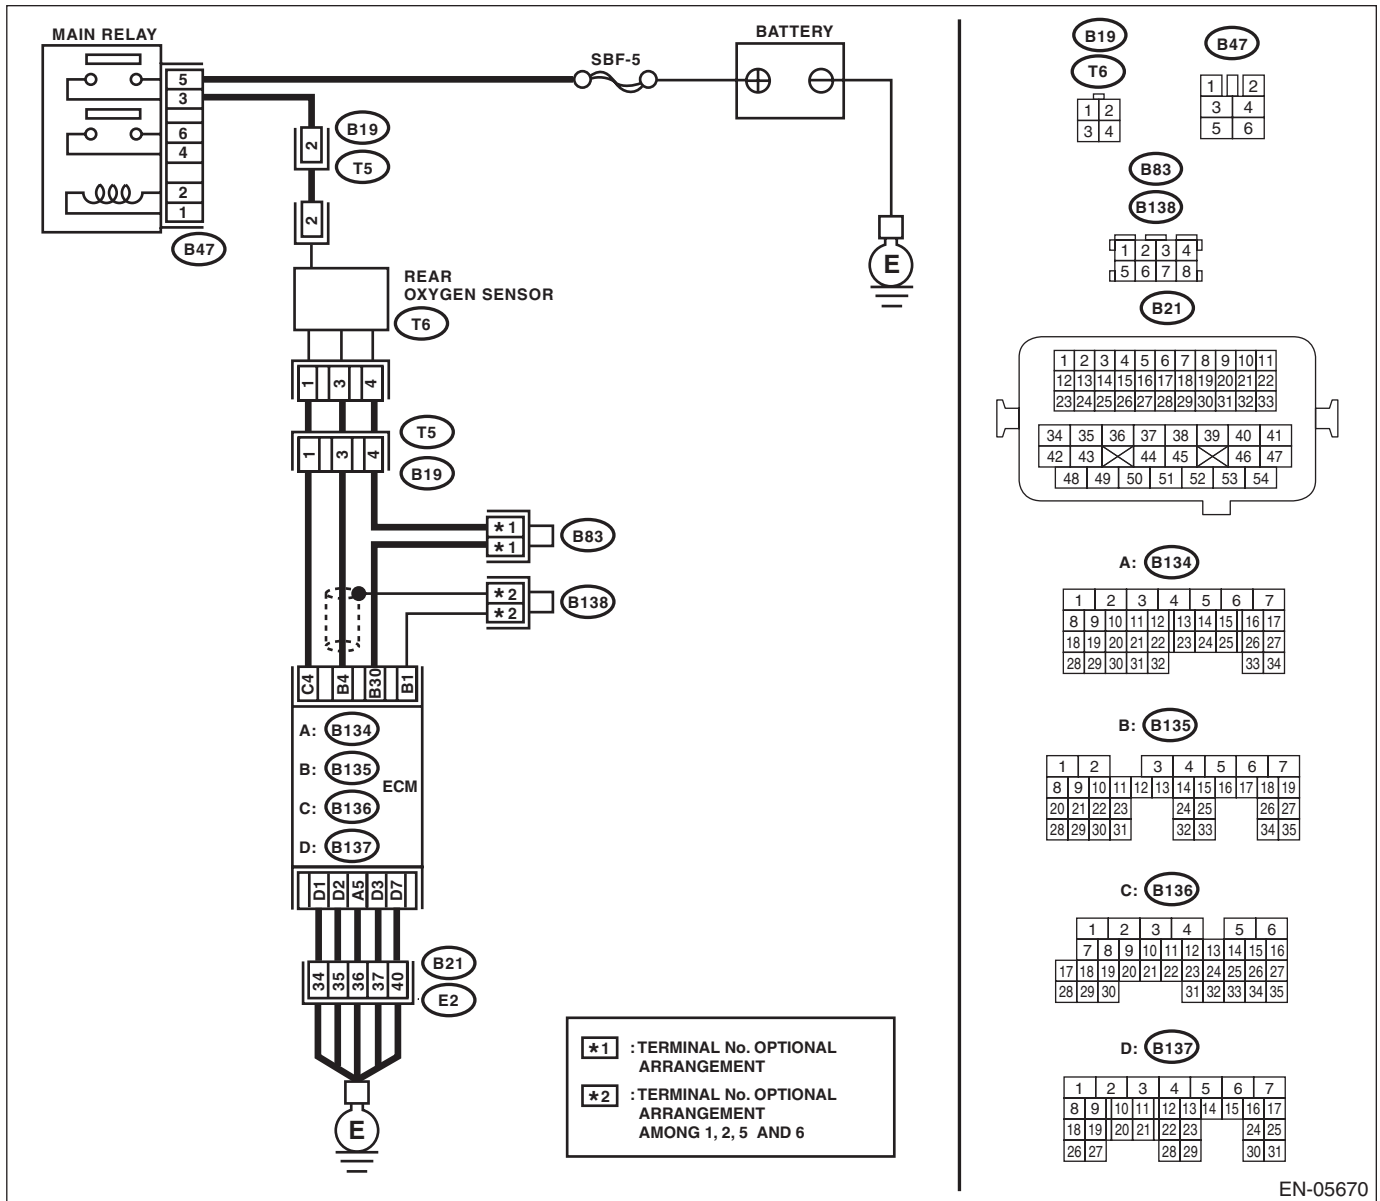 MAIN RELAY
5
3
6
4
2
1
B47
SBF-5
BATTERY
E
2
B19
T5
2
REAR
OXYGEN SENSOR
T6
1 3 4
T5
1 3 4
B19
*1
*1
B83
*2
*2
B138
C4 B4 B30 B1
A: B134
B: B135
ECM
C: B136
D: B137
D1 D2 A5 D3 D7
34 35 36 37 40
B21
E2
E
*1 : TERMINAL No. OPTIONAL
ARRANGEMENT
*2 : TERMINAL No. OPTIONAL
ARRANGEMENT
AMONG 1, 2, 5 AND 6
B19
T6
1 2
3 4
B47
1 2
3 4
5 6
B83
B138
1 2 3 4
5 6 7 8
B21
1 2 3 4 5 6 7 8 9 10 11
12 13 14 15 16 17 18 19 20 21 22
23 24 25 26 27 28 29 30 31 32 33
34 35 36 37 38 39 40 41
42 43 44 45 46 47
48 49 50 51 52 53 54
A: B134
1 2 3 4 5 6 7
8 9 10 11 12 13 14 15 16 17
18 19 20 21 22 23 24 25 26 27
28 29 30 31 32 33 34
B: B135
1 2 3 4 5 6 7
8 9 10 11 12 13 14 15 16 17 18 19
20 21 22 23 24 25 26 27
28 29 30 31 32 33 34 35
C: B136
1 2 3 4 5 6
7 8 9 10 11 12 13 14 15 16
17 18 19 20 21 22 23 24 25 26 27
28 29 30 31 32 33 34 35
D: B137
1 2 3 4 5 6 7
8 9 10 11 12 13 14 15 16 17
18 19 20 21 22 23 24 25
26 27 28 29 30 31
EN-05670